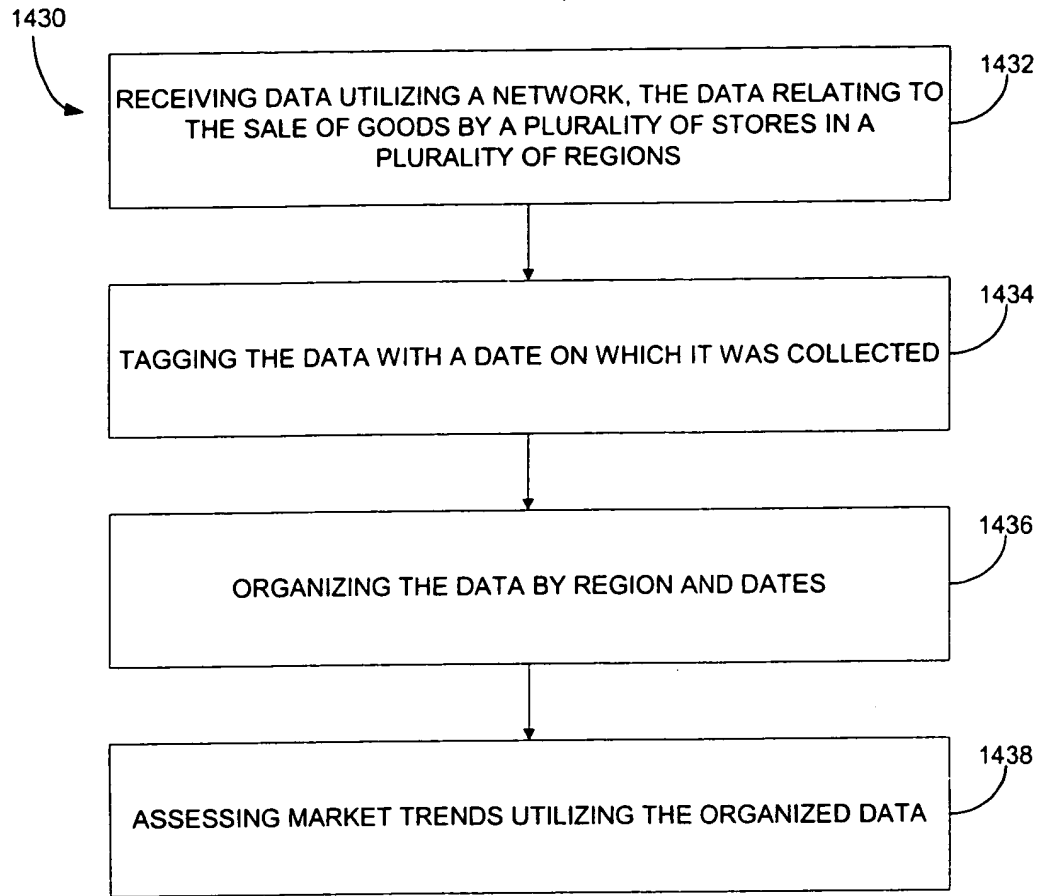 1430
1432
RECEIVING DATA UTILIZING A NETWORK, THE DATA RELATING TO
THE SALE OF GOODS BY A PLURALITY OF STORES IN A
PLURALITY OF REGIONS
1434
TAGGING THE DATA WITH A DATE ON WHICH IT WAS COLLECTED
1436
ORGANIZING THE DATA BY REGION AND DATES
1438
ASSESSING MARKET TRENDS UTILIZING THE ORGANIZED DATA